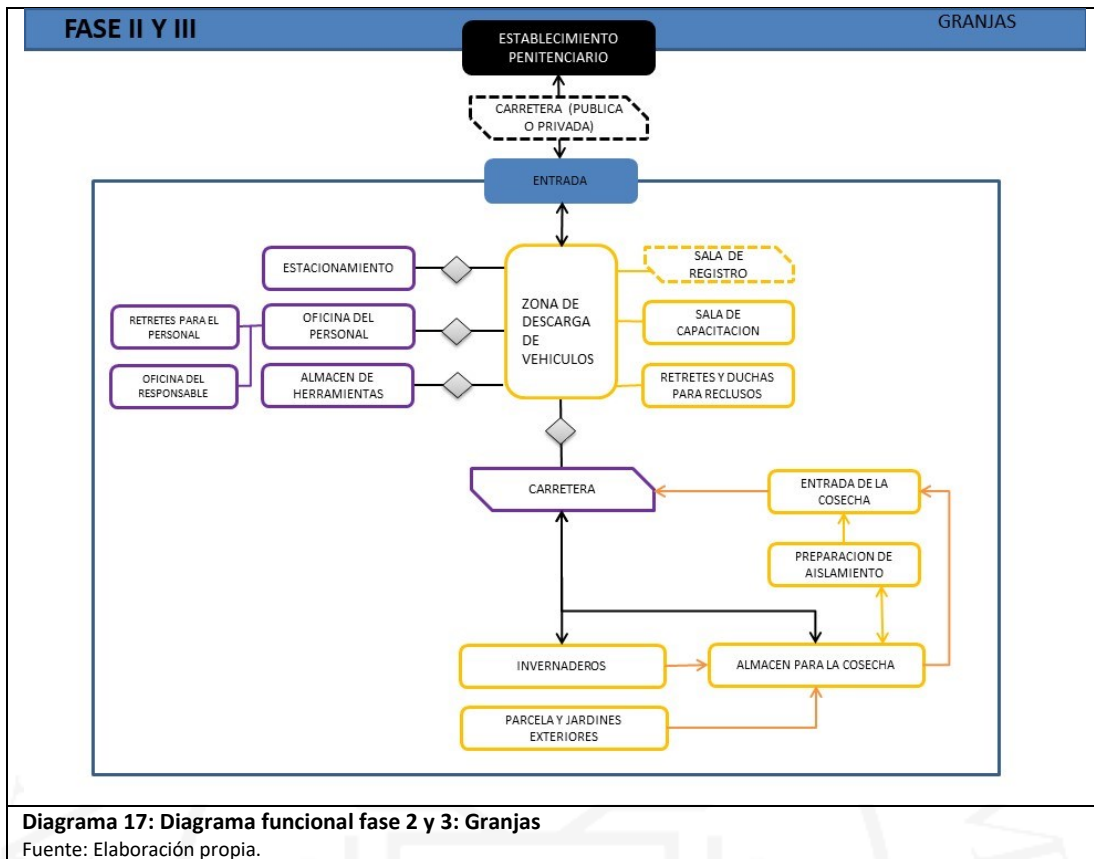 FASE II Y III
GRANJAS
ESTABLECIMIENTO
PENITENCIARIO
CARRETERA (PUBLICA
O PRIVADA)
ENTRADA
ESTACIONAMIENTO
SALA DE
REGISTRO
ZONA DE
DESCARGA
DE
VEHICULOS
RETRETES PARA EL
PERSONAL
OFICINA DEL
PERSONAL
SALA DE
CAPACITACION
OFICINA DEL
RESPONSABLE
ALMACEN DE
HERRAMIENTAS
RETRETES Y DUCHAS
PARA RECLUSOS
CARRETERA
ENTRADA DE LA
COSECHA
PREPARACION DE
AISLAMIENTO
INVERNADEROS
ALMACEN PARA LA COSECHA
PARCELA Y JARDINES
EXTERIORES
Diagrama 17: Diagrama funcional fase 2 y 3: Granjas
Fuente: Elaboración propia.